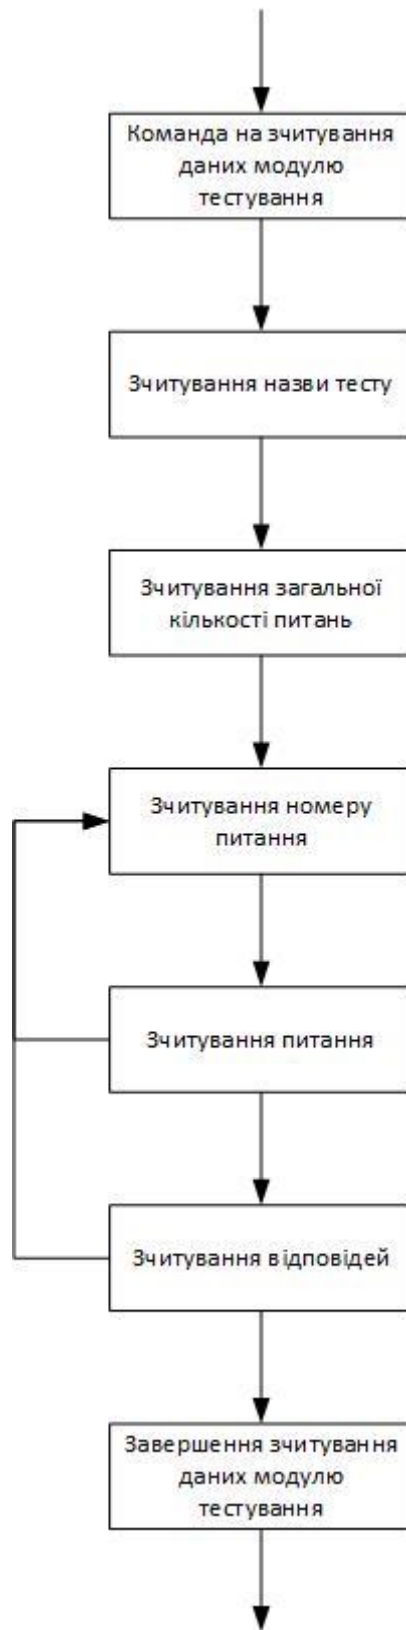 Команда на зчитування
даних модулю
тестування
Зчитування назви тесту
Зчитування загальної
кількості питань
Зчитування номеру
питання
Зчитування питання
Зчитування відповідей
Завершення зчитування
даних модулю
тестування